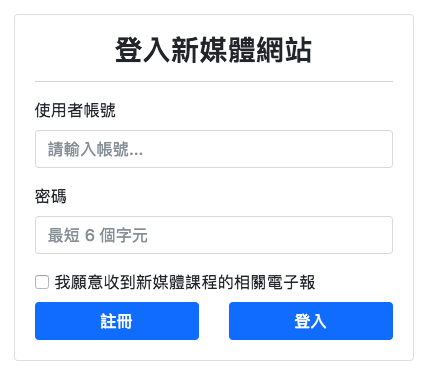 登入新媒體網站
使用者帳號
請輸入帳號...
密碼
最短 6 個字元
我願意收到新媒體課程的相關電子報
註冊
登入